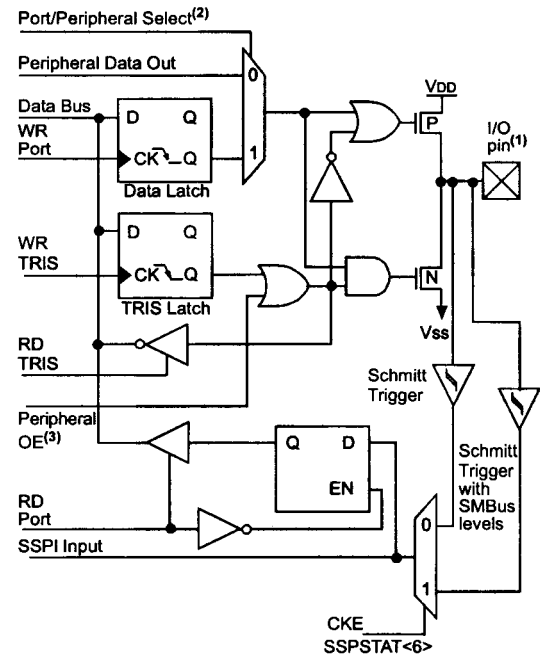 Port/Peripheral Select(2)
Peripheral Data Out
0
VDD
Data Bus
D Q
P
I/O
pin(1)
WR
Port
CK Q
1
Data Latch
D Q
WR
TRIS
CK Q
N
TRIS Latch
Vss
RD
TRIS
Schmitt
Trigger
Peripheral
OE(3)
Q D
EN
Schmitt
Trigger
with
SMBus
levels
RD
Port
0
SSPI Input
1
CKE
SSPSTAT<6>